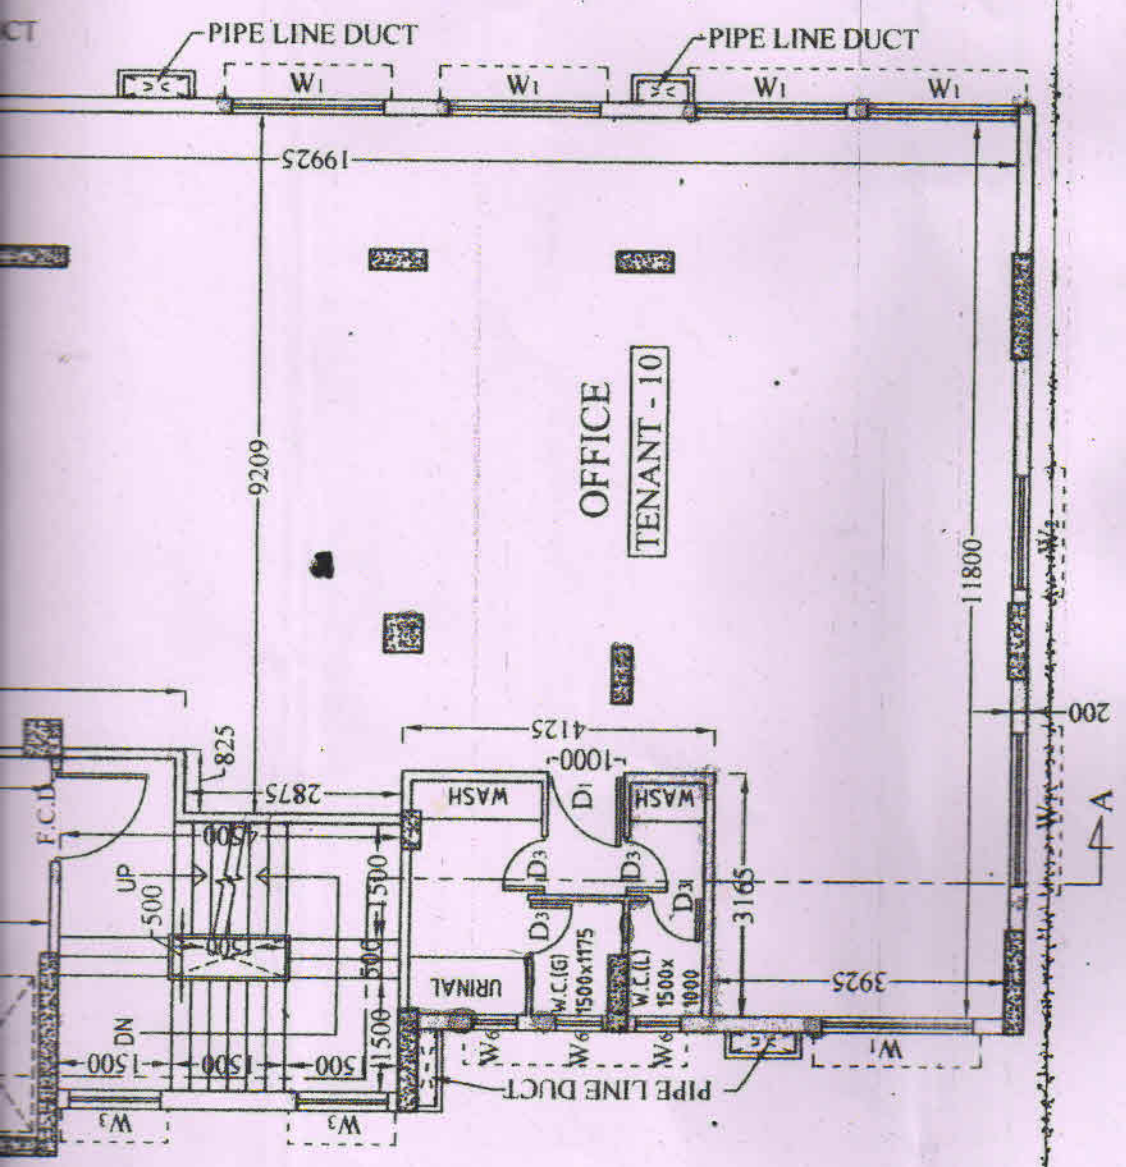 PIPE LINE DUCT
PIPE LINE DUCT
W1
W1
W1
W1
19925
9209
OFFICE
TENANT - 10
11800
W2
200
4125
1000
825
2875
WASH
D1
WASH
F.C.D.
4500
UP
500
1500
D3
D3
D3
D3
3165
A
500
500
URINAL
W.C.(G)
1500x1175
W.C.(L)
1500x
1000
3925
DN
1500
1500
1500
1500
W6
W6
W6
W1
PIPE LINE DUCT
W3
W3